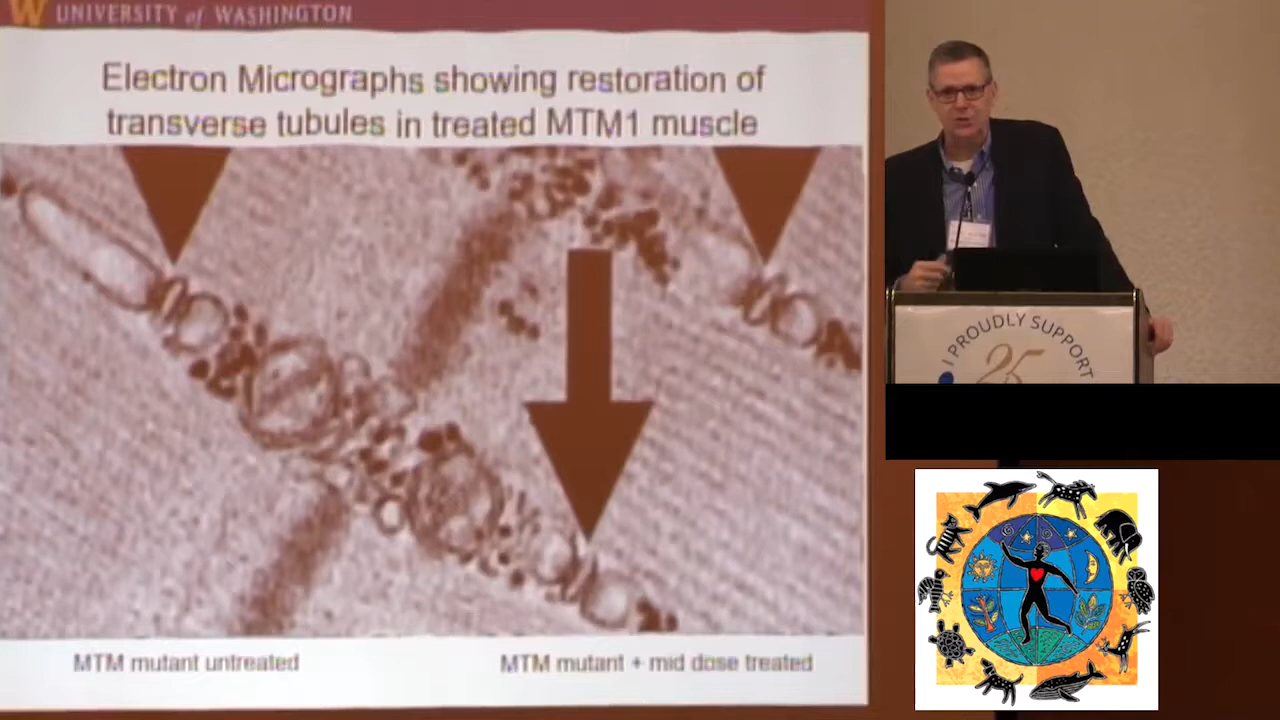 W UNIVERSITY of WASHINGTON
Electron Micrographs showing restoration of
transverse tubules in treated MTM1 muscle
MTM mutant untreated
MTM mutant + mid dose treated
I PROUDLY SUPPORT
25